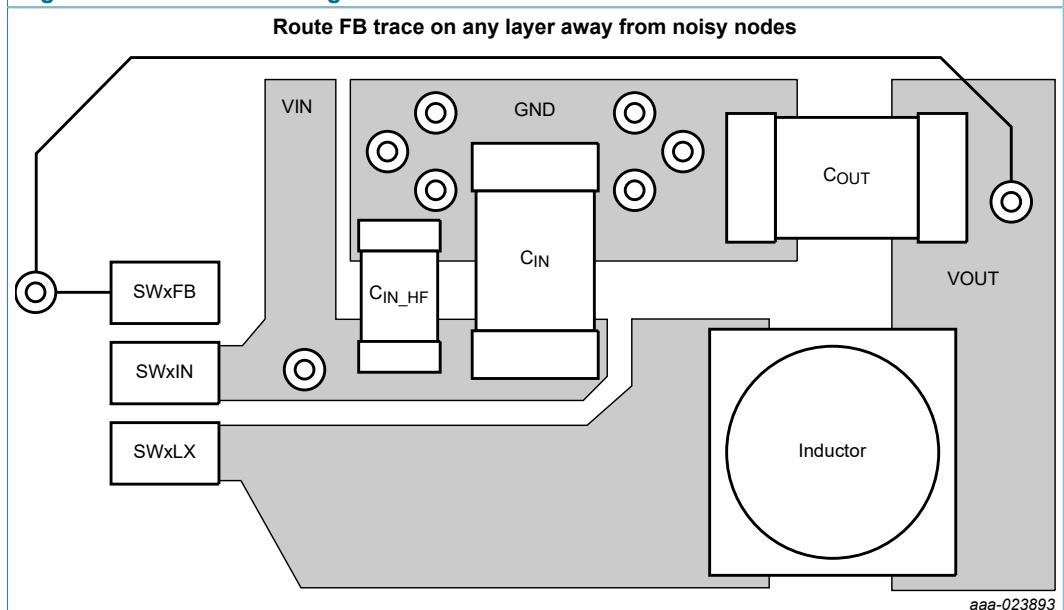 Route FB trace on any layer away from noisy nodes
VIN
GND
COUT
CIN
CIN_HF
VOUT
SWxFB
SWxIN
SWxLX
Inductor
aaa-023893